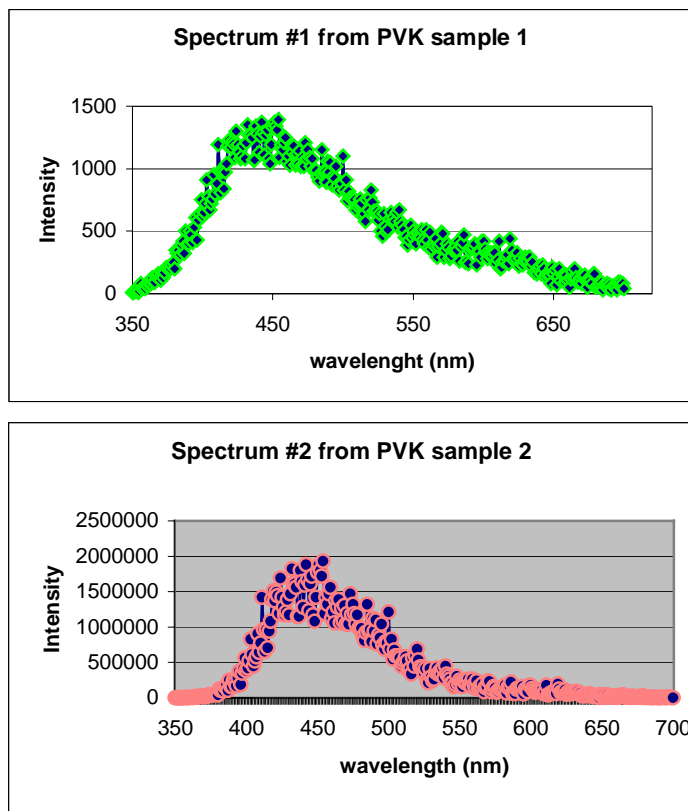 Spectrum #1 from PVK sample 1
1500
1000
500
0
Intensity
350 450 550 650
wavelenght (nm)
Spectrum #2 from PVK sample 2
2500000
2000000
1500000
1000000
500000
0
Intensity
350 400 450 500 550 600 650 700
wavelength (nm)